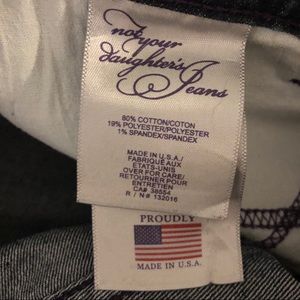 not your
daughter's
Jeans
80% COTTON/COTON
19% POLYESTER/POLYESTER
1% SPANDEX/SPANDEX
MADE IN U.S.A./
FABRIQUÉ AUX
ETATS-UNIS
OVER FOR CARE/
RETOURNER POUR
ENTRETIEN
CA# 38554
R / N# 132016
PROUDLY
MADE IN U.S.A.